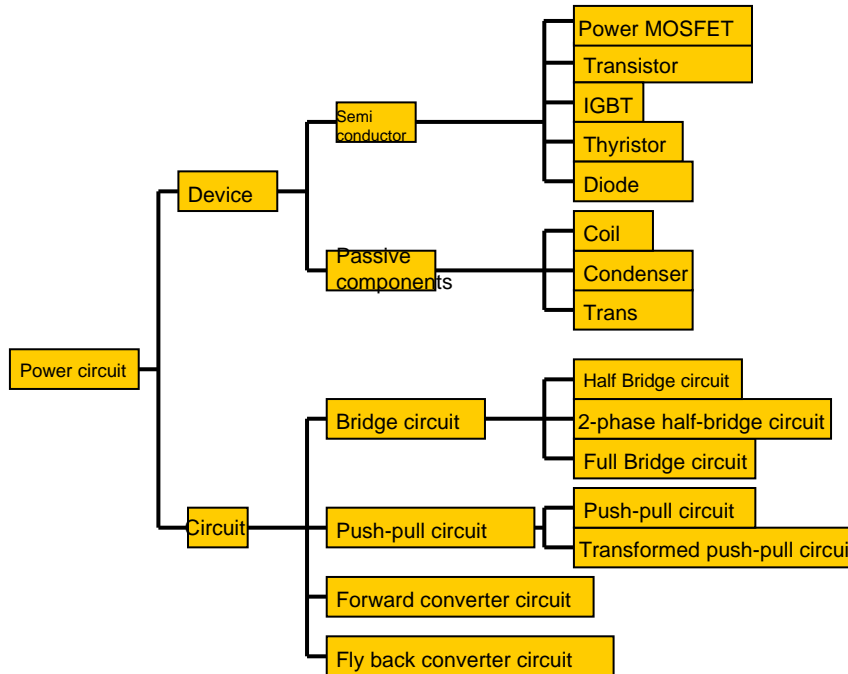 Power MOSFET
Transistor
IGBT
Semi
conductor
Thyristor
Diode
Device
Coil
Passive
components
Condenser
Trans
Power circuit
Half Bridge circuit
Bridge circuit
2-phase half-bridge circuit
Full Bridge circuit
Push-pull circuit
Circuit
Push-pull circuit
Transformed push-pull circui
Forward converter circuit
Fly back converter circuit